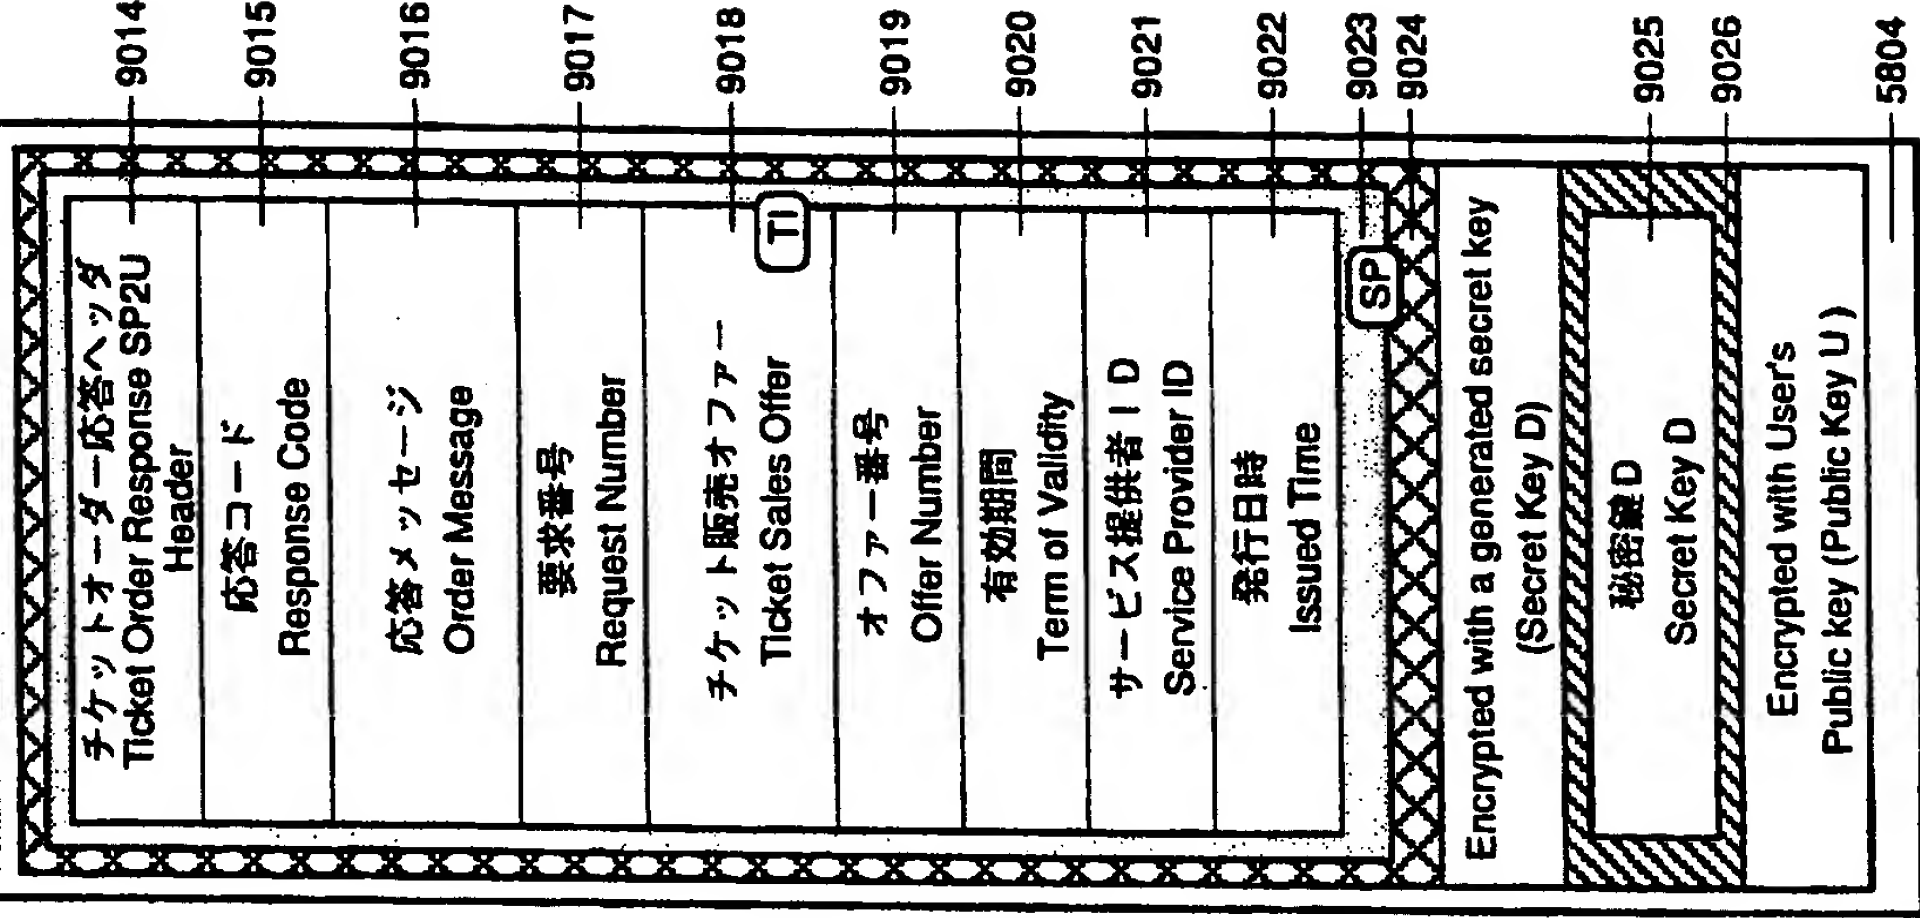 チケットオーダー応答ヘッダ
Ticket Order Response SP2U
Header
9014
応答コード
Response Code
9015
応答メッセージ
Order Message
9016
要求番号
Request Number
9017
チケット販売オファー
Ticket Sales Offer
TI
9018
オファー番号
Offer Number
9019
有効期間
Term of Validity
9020
サービス提供者ID
Service Provider ID
9021
発行日時
Issued Time
9022
SP
9023
9024
Encrypted with a generated secret key
(Secret Key D)
秘密鍵D
Secret Key D
9025
9026
Encrypted with User's
Public key (Public Key U)
5804